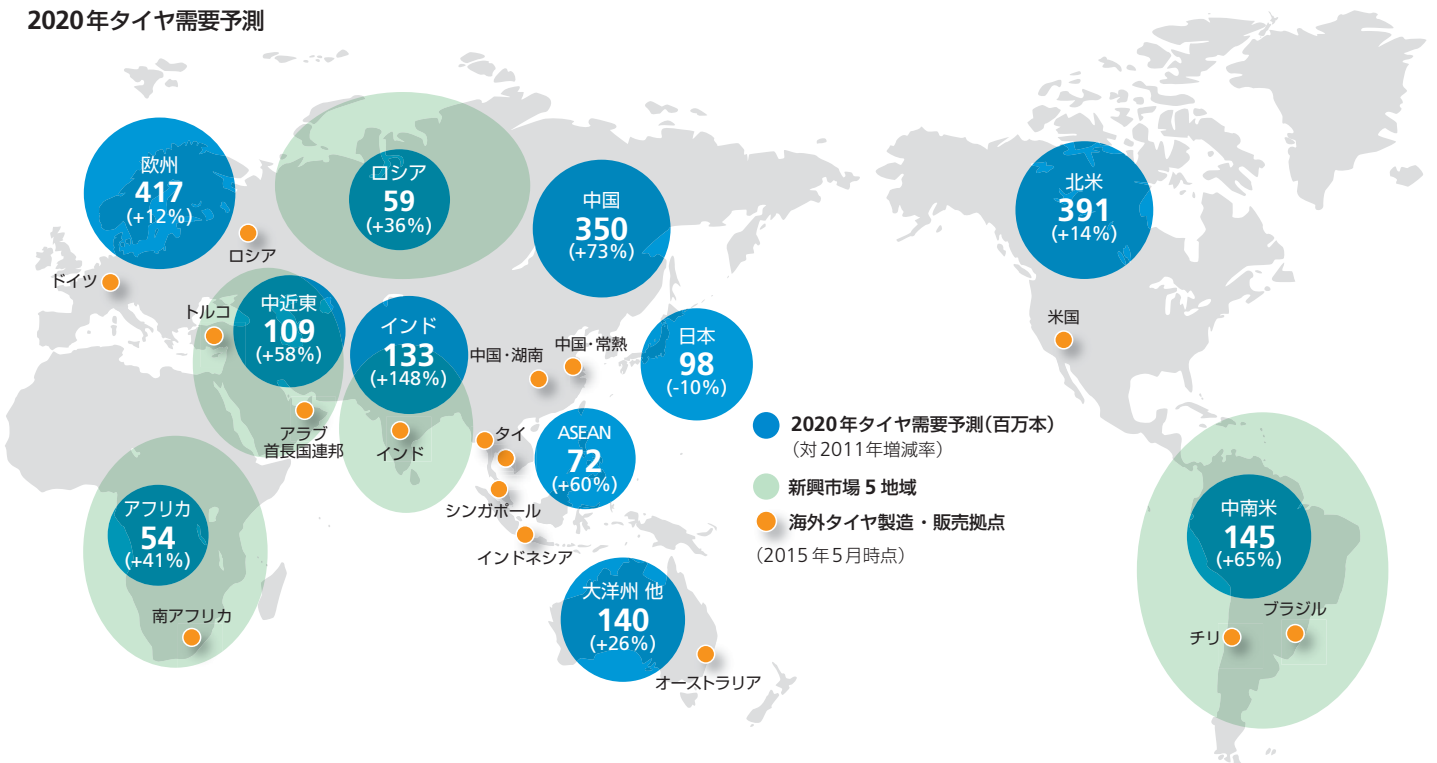 2020年タイヤ需要予測
欧州
417
(+12%)
ロシア
59
(+36%)
中国
350
(+73%)
北米
391
(+14%)
ロシア
ドイツ
トルコ
中近東
109
(+58%)
インド
133
(+148%)
中国・湖南
中国・常熟
日本
98
(-10%)
米国
アラブ
首長国連邦
インド
タイ
ASEAN
72
(+60%)
シンガポール
インドネシア
2020年タイヤ需要予測(百万本)
(対2011年増減率)
新興市場5地域
海外タイヤ製造・販売拠点
(2015年5月時点)
アフリカ
54
(+41%)
南アフリカ
大洋州 他
140
(+26%)
オーストラリア
中南米
145
(+65%)
ブラジル
チリ